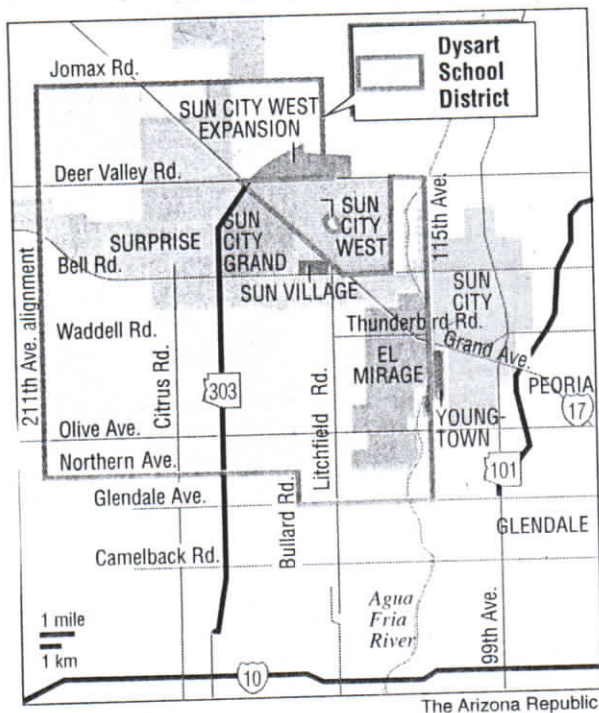 Dysart
School
District
Jomax Rd.
SUN CITY WEST
EXPANSION
Deer Valley Rd.
SURPRISE
SUN
CITY
GRAND
SUN
CITY
WEST
115th Ave.
Bell Rd.
SUN VILLAGE
SUN
CITY
211th Ave. alignment
Waddell Rd.
Citrus Rd.
Thunderbird Rd.
Grand Ave.
EL
MIRAGE
Litchfield Rd.
303
PEORIA
17
YOUNG-
TOWN
Olive Ave.
Northern Ave.
101
Glendale Ave.
Bullard Rd.
GLENDALE
Camelback Rd.
Agua
Fria
River
99th Ave.
1 mile
1 km
10
The Arizona Republic